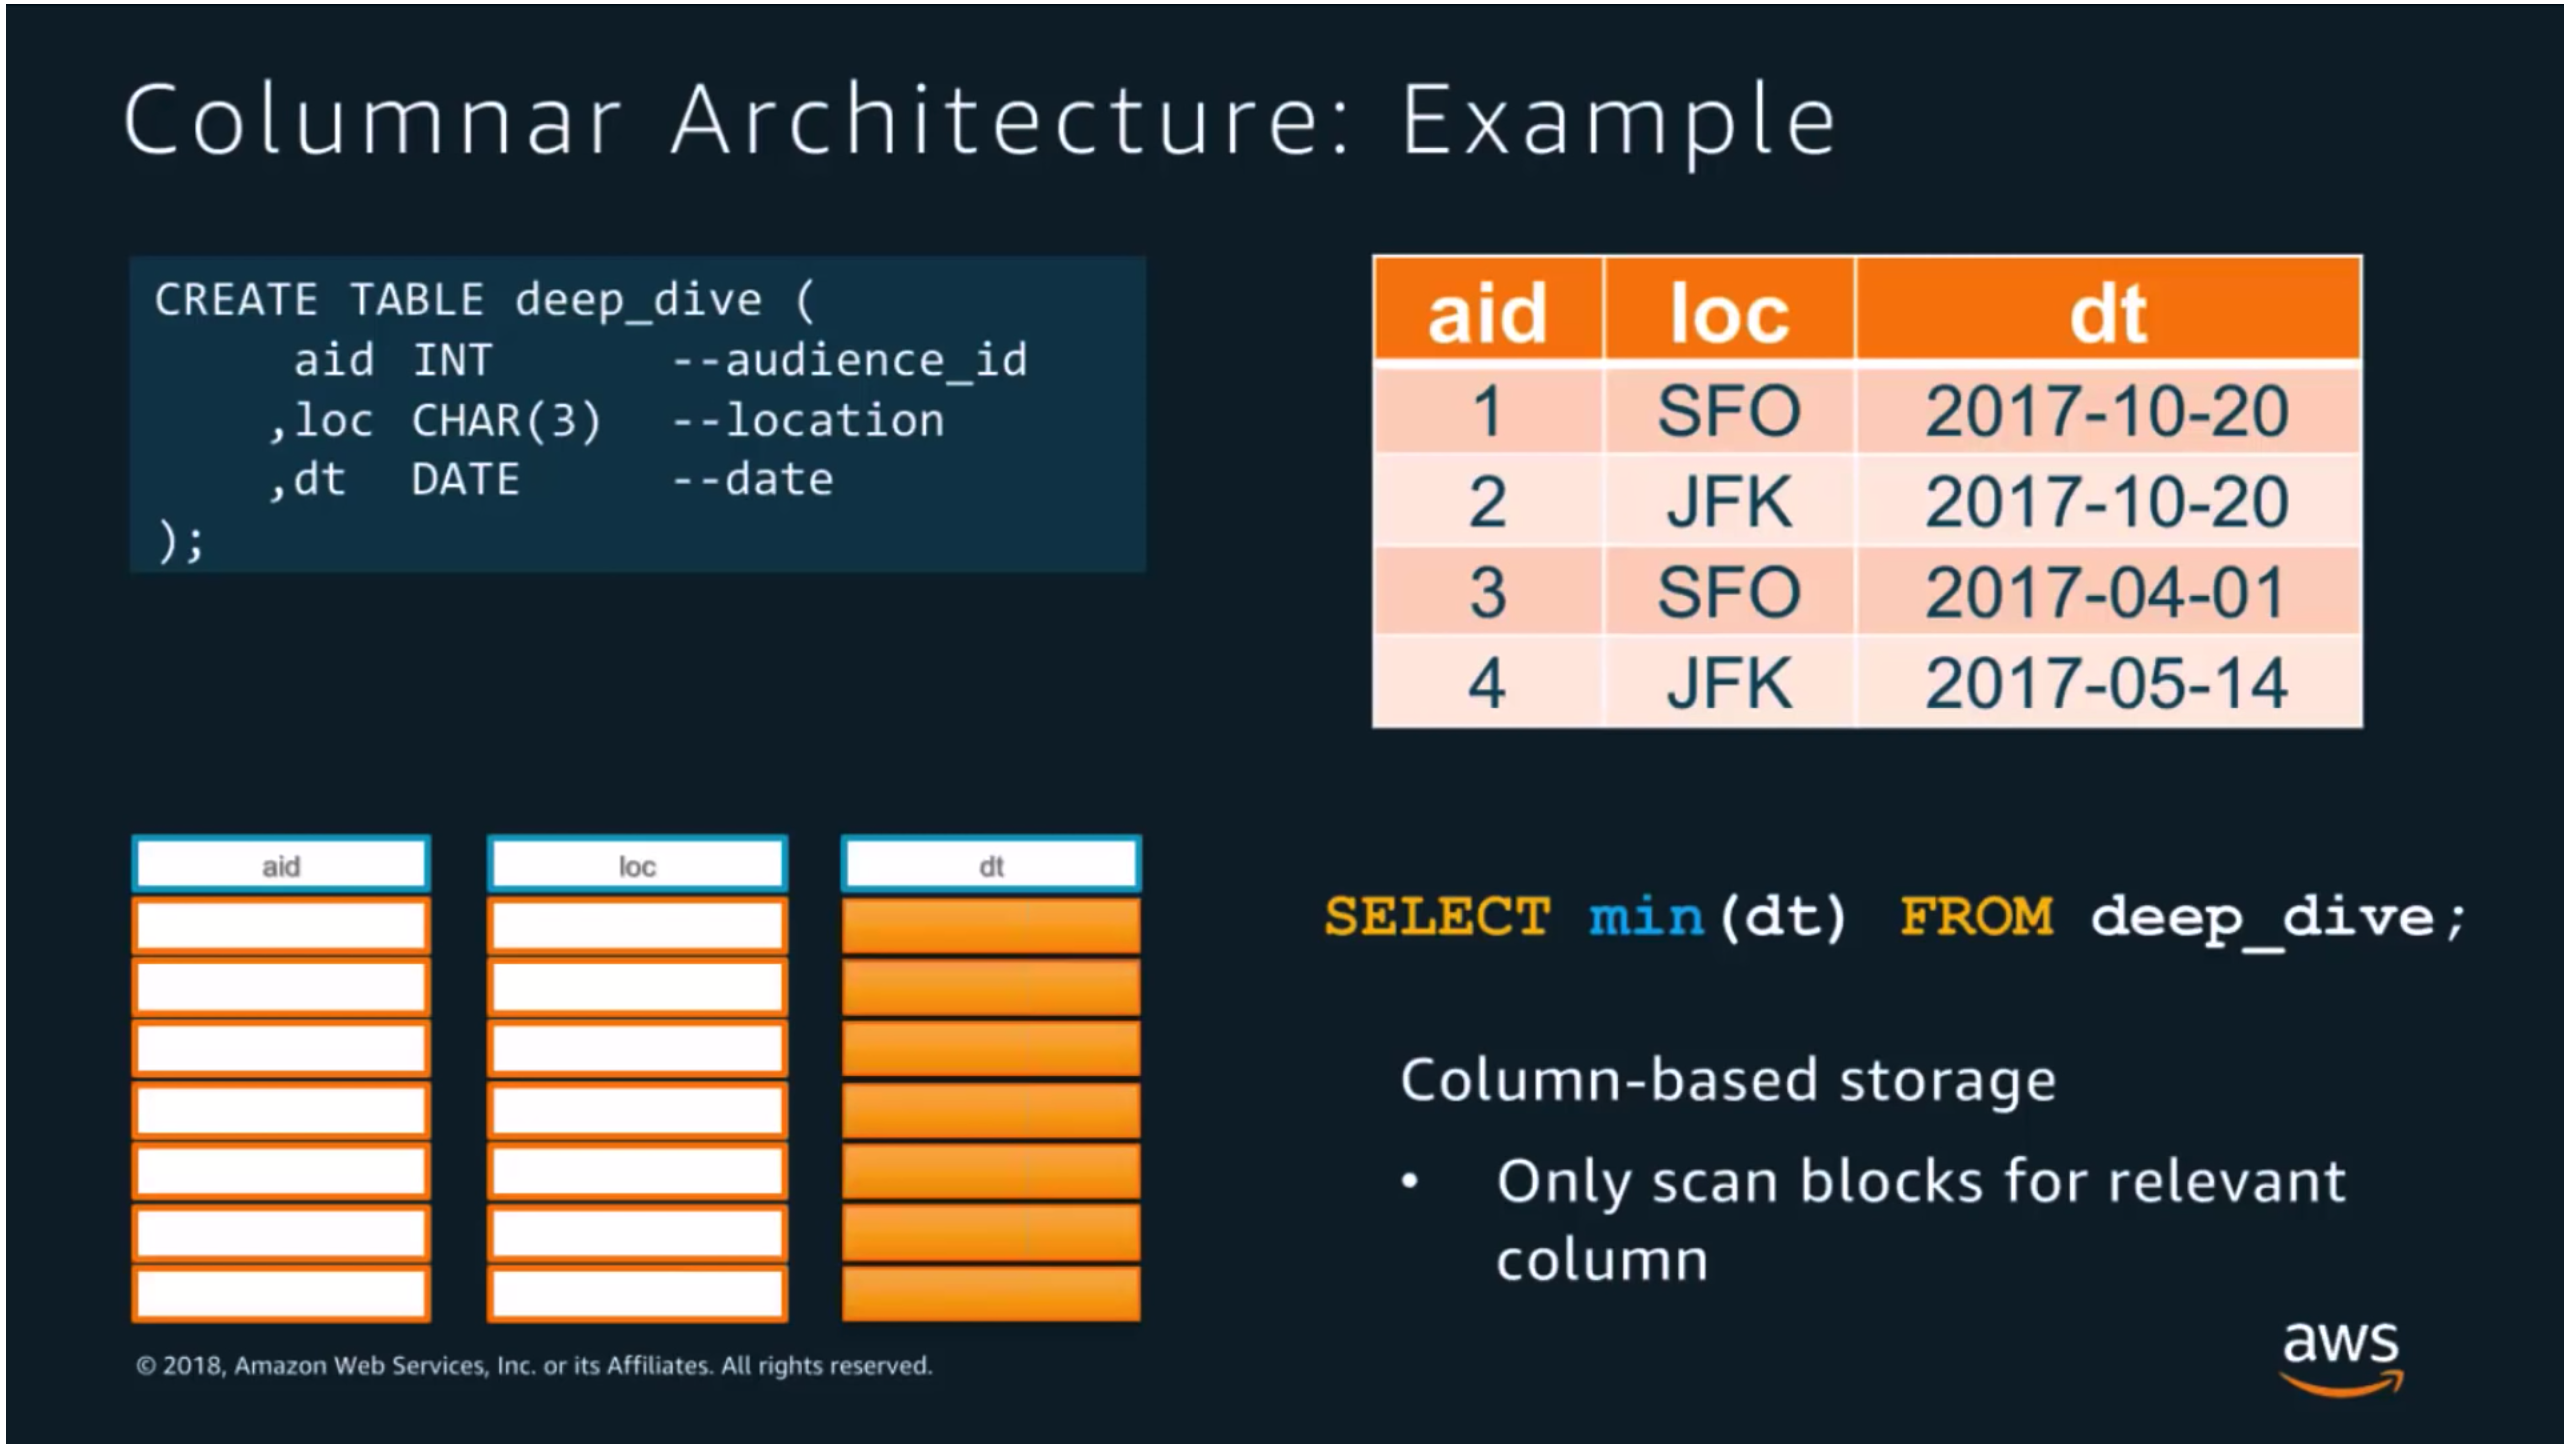 Columnar Architecture: Example
CREATE TABLE deep_dive (
aid INT --audience_id
,loc CHAR(3) --location
,dt DATE --date
);
aid loc dt
1 SFO 2017-10-20
2 JFK 2017-10-20
3 SFO 2017-04-01
4 JFK 2017-05-14
aid loc dt
SELECT min(dt) FROM deep_dive;
Column-based storage
• Only scan blocks for relevant
column
© 2018, Amazon Web Services, Inc. or its Affiliates. All rights reserved.
aws